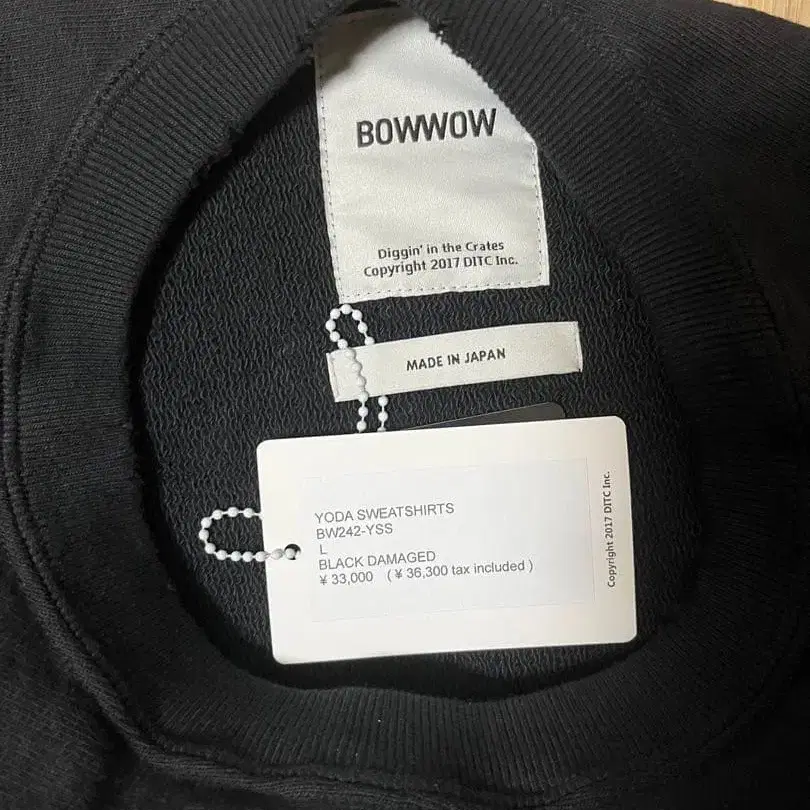 BOWWOW
Diggin' in the Crates
Copyright 2017 DITC Inc.
MADE IN JAPAN
YODA SWEATSHIRTS
BW242-YSS
L
BLACK DAMAGED
¥ 33,000 ( ¥ 36,300 tax included )
Copyright 2017 DITC Inc.